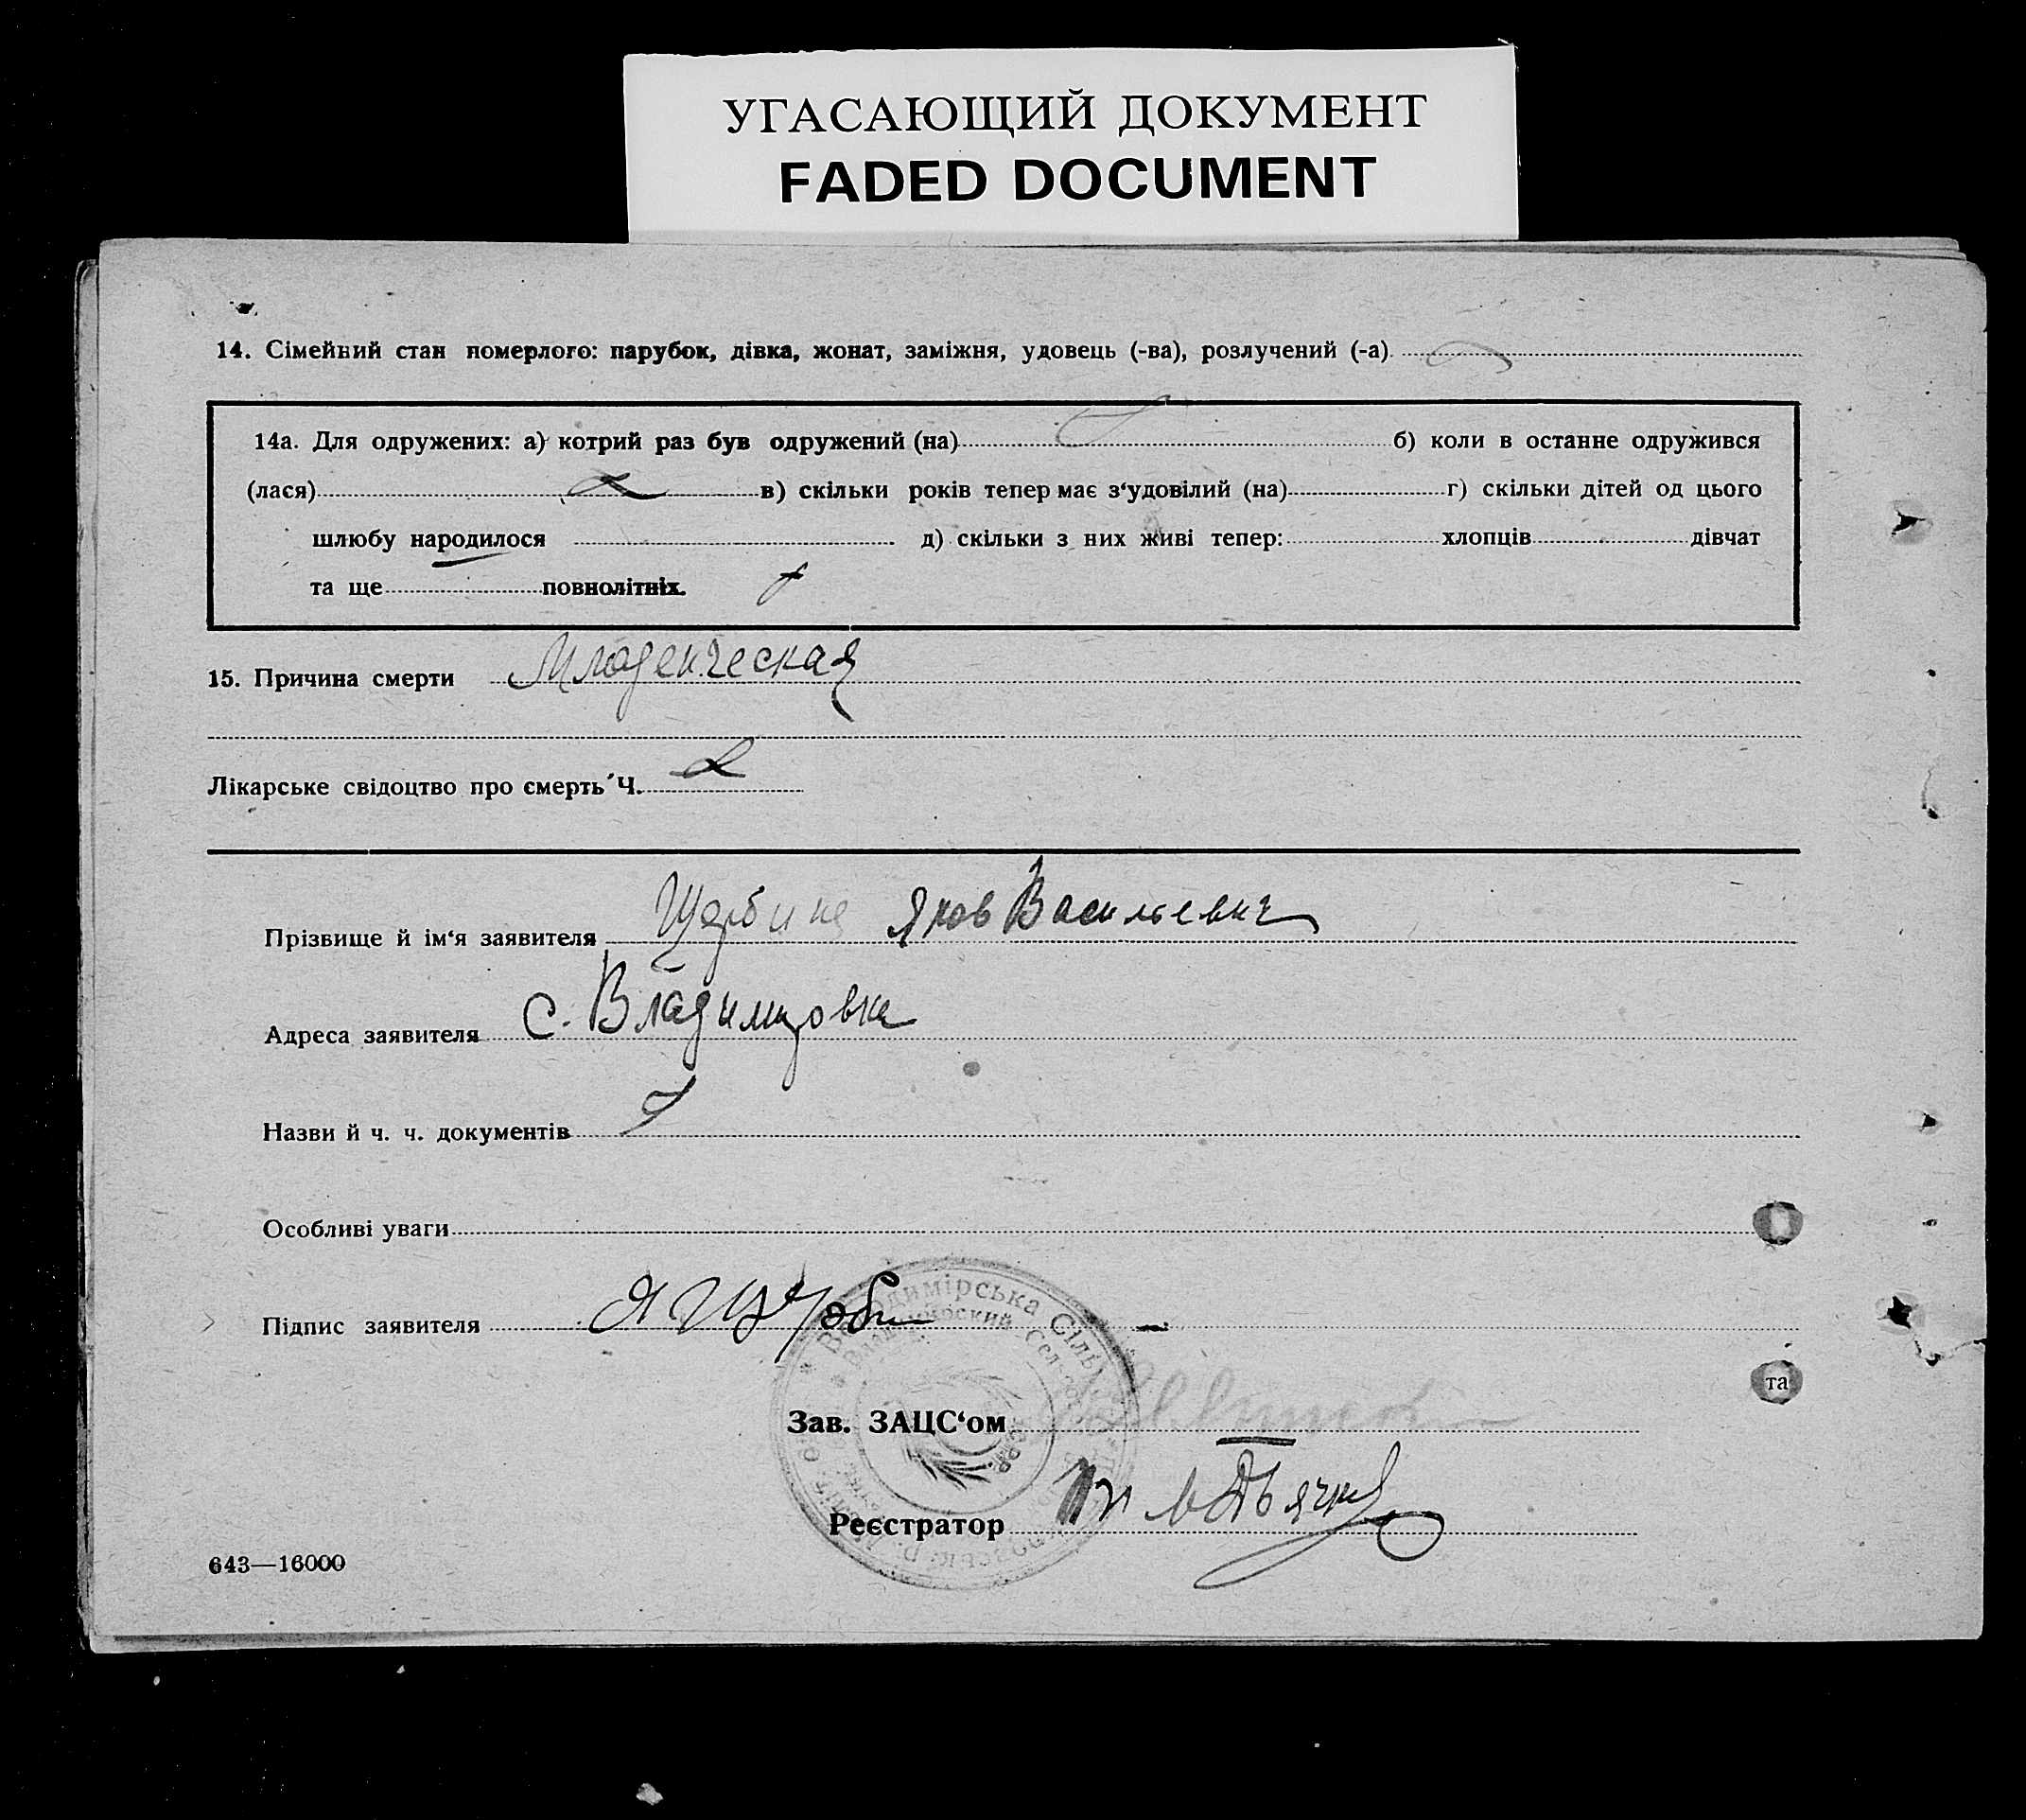 УГАСАЮЩИЙ ДОКУМЕНТ
FADED DOCUMENT
14. Сімейний стан померлого: парубок, дівка, жонат, заміжня, удовець (-ва), розлучений (-а)
14а. Для одружених: а) котрий раз був одружений (на) б) коли в останне одружився
(лася) в) скільки років тепер має з‘удовілий (на) г) скільки дітей од цього
шлюбу народилося д) скільки з них живі тепер: хлопців дівчат
та ще повнолітніх.
15. Причина смерти Младенческая
Лікарське свідоцтво про смерть Ч.
Прізвище й ім‘я заявителя Щербина Яков Васильевич
Адреса заявителя с. Владимировка
Назви й ч. ч. документів
Особливі уваги
Підпис заявителя Я Щерби
Володимірська Сіль
та
Зав. ЗАЦС‘ом
Реєстратор
643—16000